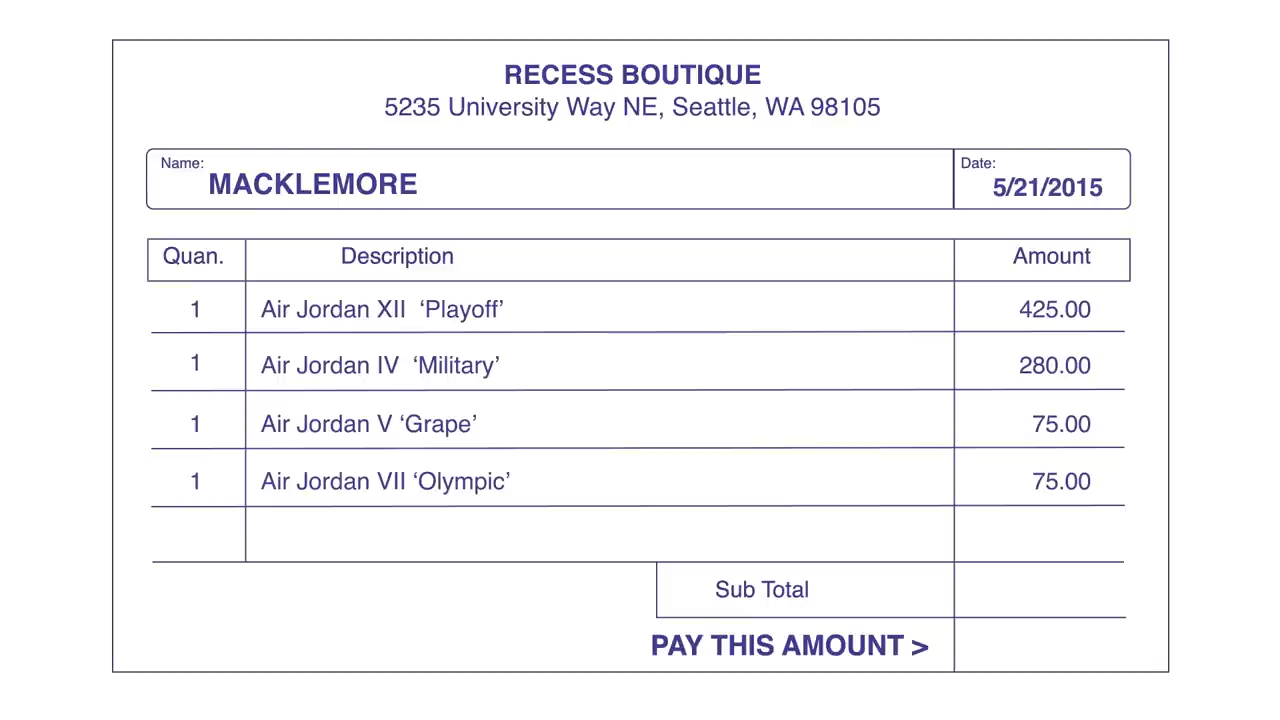 RECESS BOUTIQUE
5235 University Way NE, Seattle, WA 98105
Name: MACKLEMORE Date: 5/21/2015
Quan. Description Amount
1 Air Jordan XII ‘Playoff’ 425.00
1 Air Jordan IV ‘Military’ 280.00
1 Air Jordan V ‘Grape’ 75.00
1 Air Jordan VII ‘Olympic’ 75.00
Sub Total
PAY THIS AMOUNT >